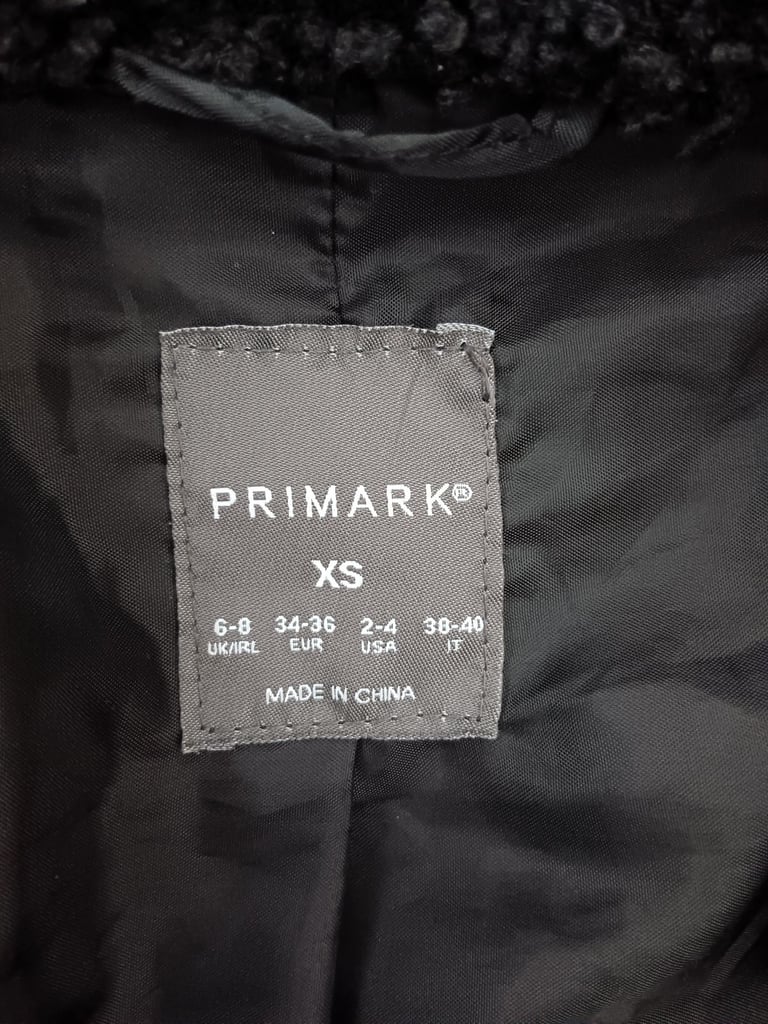 PRIMARK®
XS
6-8 34-36 2-4 38-40
UK/IRL EUR USA IT
MADE IN CHINA